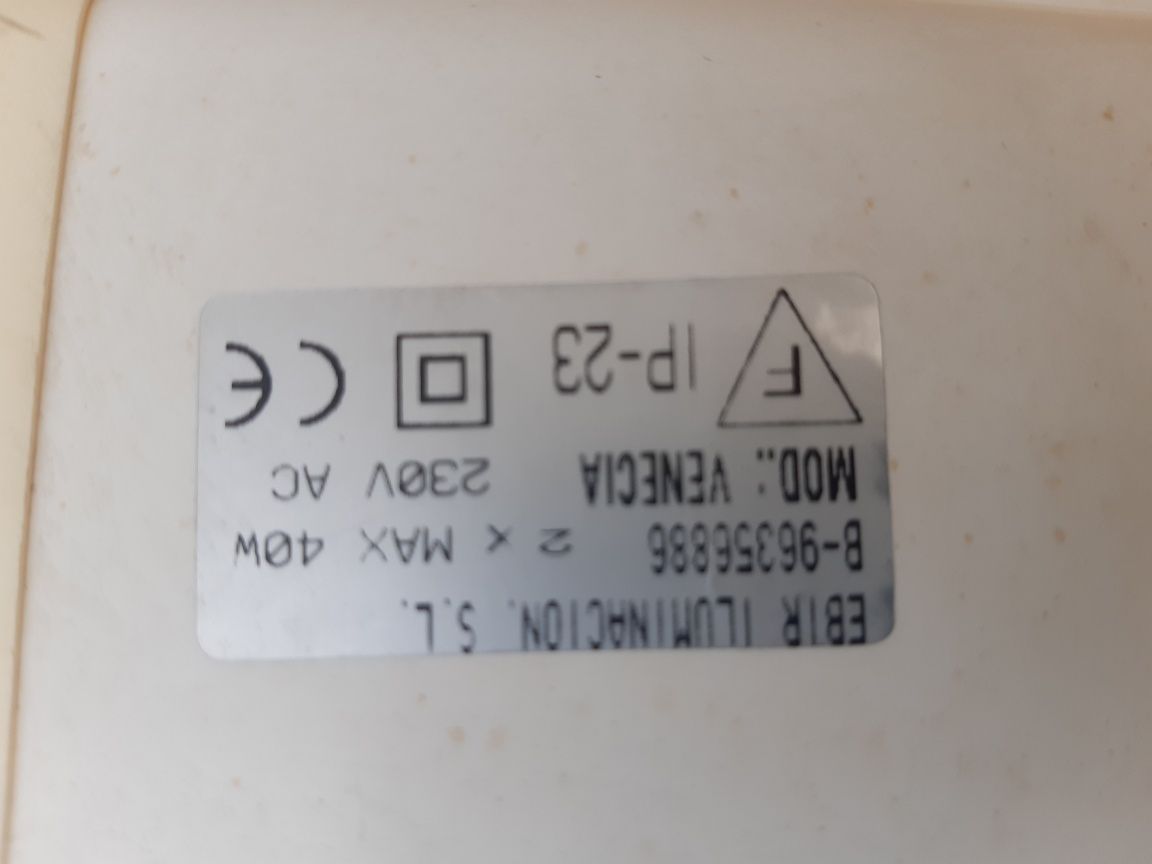 EBIR ILUMINACION. S.L.
B-96356886 2 x MAX 40W
MOD.: VENECIA 230V AC
F IP-23 CE